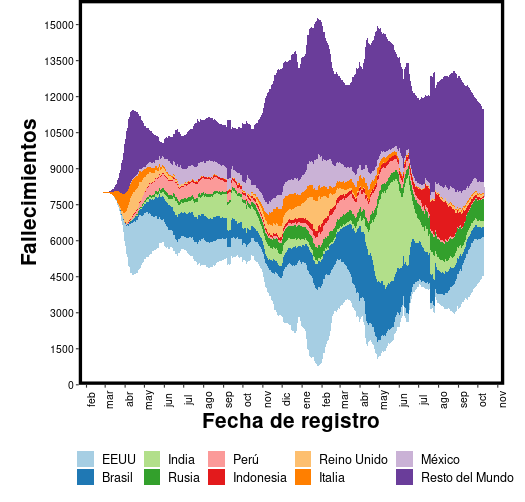 Fallecimientos
15000
13500
12000
10500
9000
7500
6000
4500
3000
1500
0
feb mar abr may jun jul ago sep oct nov dic ene feb mar abr may jun jul ago sep oct nov
Fecha de registro
EEUU India Perú Reino Unido México
Brasil Rusia Indonesia Italia Resto del Mundo